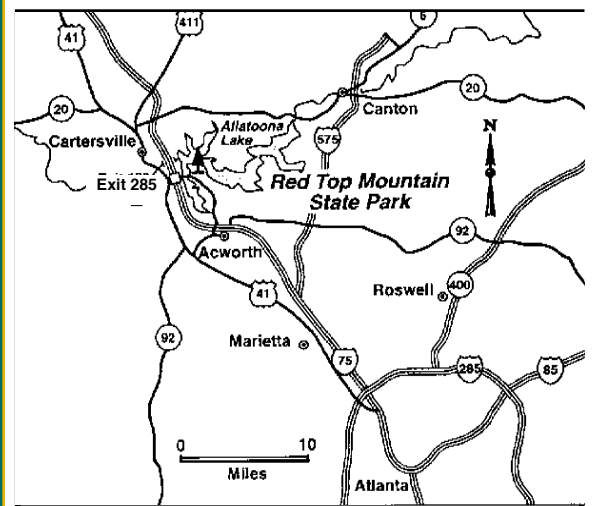 6
41
411
20
20
Canton
Allatoona
Lake
Cartersville
575
N
Exit 285
Red Top Mountain
State Park
92
Acworth
400
41
Roswell
92
Marietta
75
285
85
0 10
Miles
Atlanta